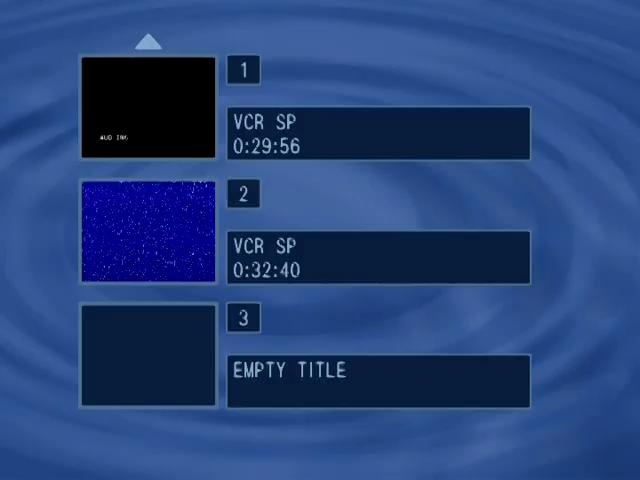 1
VCR SP
0:29:56
2
VCR SP
0:32:40
3
EMPTY TITLE